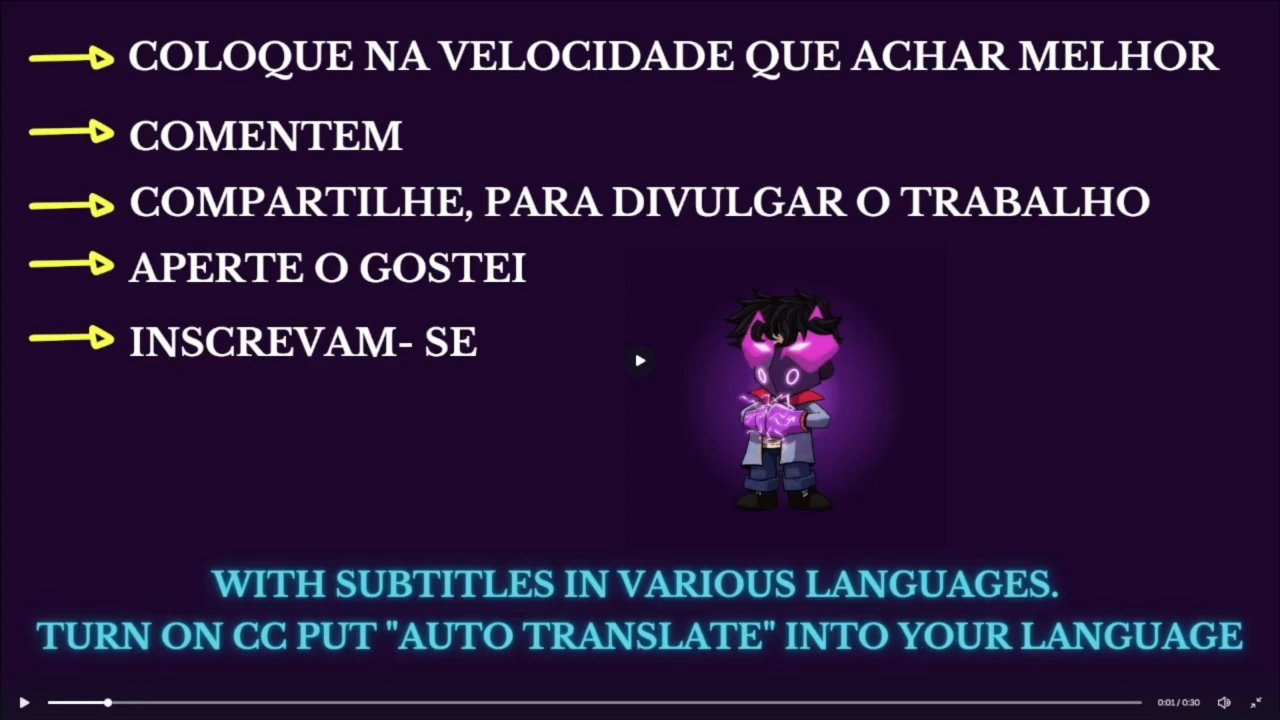 COLOQUE NA VELOCIDADE QUE ACHAR MELHOR
COMENTEM
COMPARTILHE, PARA DIVULGAR O TRABALHO
APERTE O GOSTEI
INSCREVAM- SE
WITH SUBTITLES IN VARIOUS LANGUAGES.
TURN ON CC PUT "AUTO TRANSLATE" INTO YOUR LANGUAGE
0:01 / 0:30